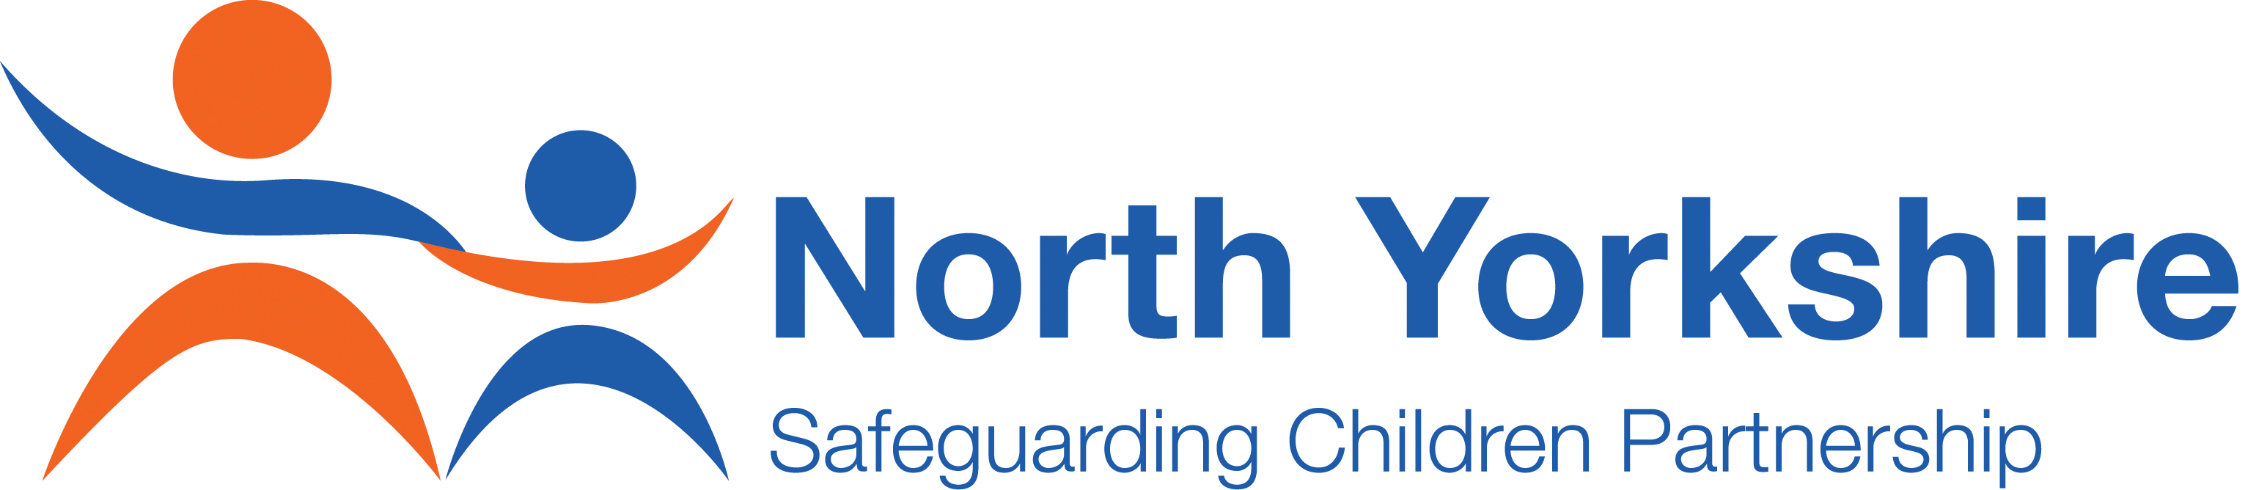 North Yorkshire
Safeguarding Children Partnership